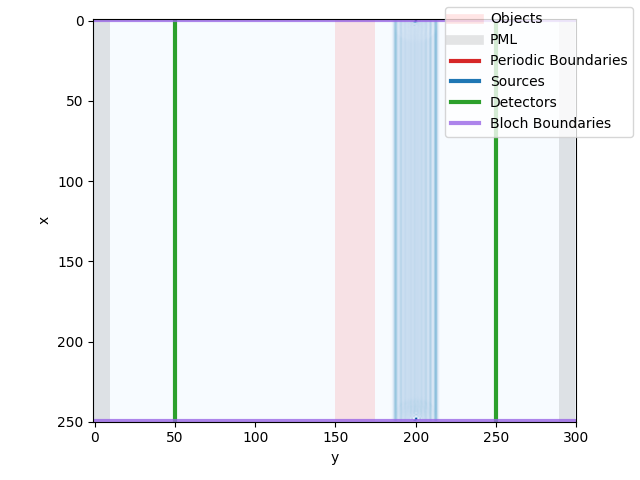 Objects
PML
Periodic Boundaries
Sources
Detectors
Bloch Boundaries
0
50
100
150
200
250
x
0
50
100
150
200
250
300
y